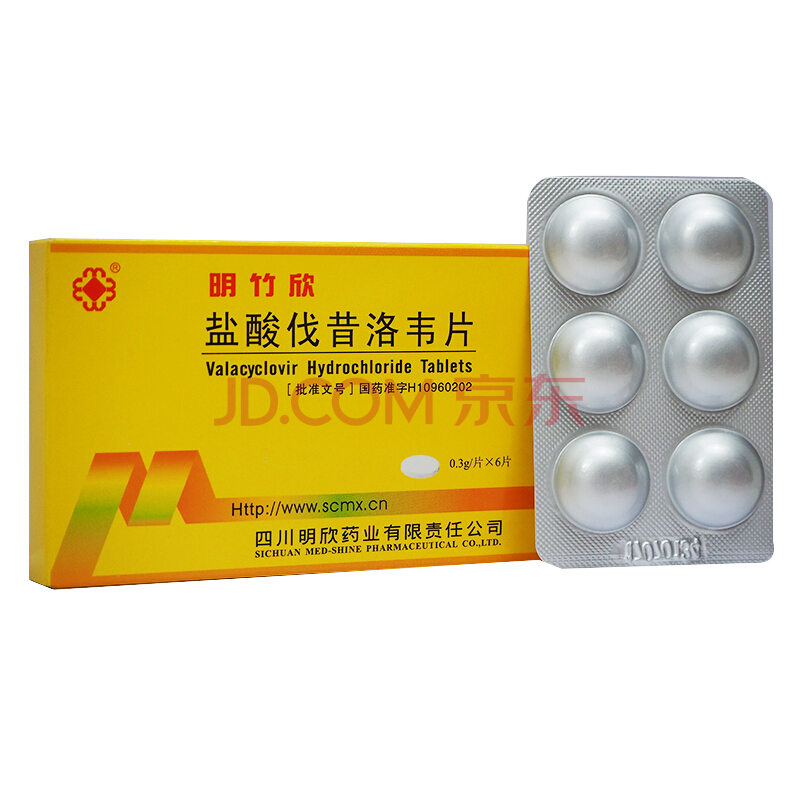 ®
明竹欣
盐酸伐昔洛韦片
Valacyclovir Hydrochloride Tablets
[批准文号]国药准字H10960202
JD.COM 京东
0.3g/片×6片
Http://www.scmx.cn
四川明欣药业有限责任公司
SICHUAN MED-SHINE PHARMACEUTICAL CO.,LTD.